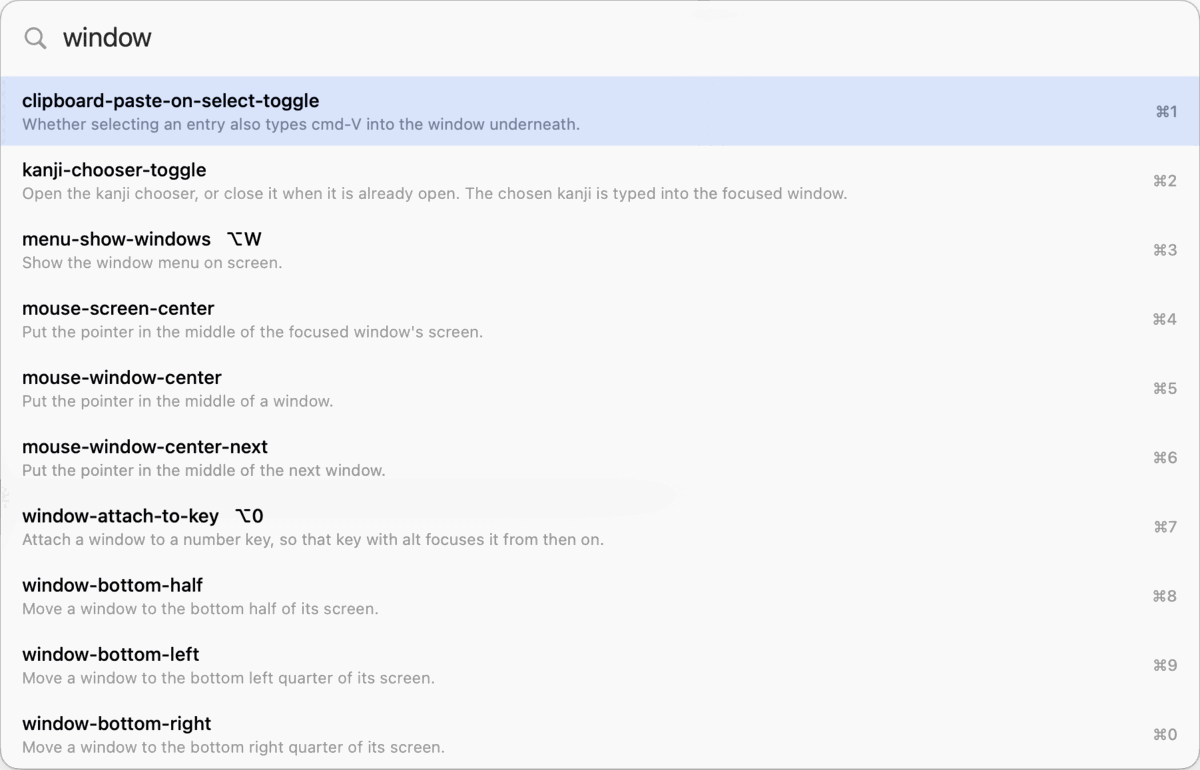 window
clipboard-paste-on-select-toggle
Whether selecting an entry also types cmd-V into the window underneath.
⌘1
kanji-chooser-toggle
Open the kanji chooser, or close it when it is already open. The chosen kanji is typed into the focused window.
⌘2
menu-show-windows ⌥W
Show the window menu on screen.
⌘3
mouse-screen-center
Put the pointer in the middle of the focused window's screen.
⌘4
mouse-window-center
Put the pointer in the middle of a window.
⌘5
mouse-window-center-next
Put the pointer in the middle of the next window.
⌘6
window-attach-to-key ⌥0
Attach a window to a number key, so that key with alt focuses it from then on.
⌘7
window-bottom-half
Move a window to the bottom half of its screen.
⌘8
window-bottom-left
Move a window to the bottom left quarter of its screen.
⌘9
window-bottom-right
Move a window to the bottom right quarter of its screen.
⌘0